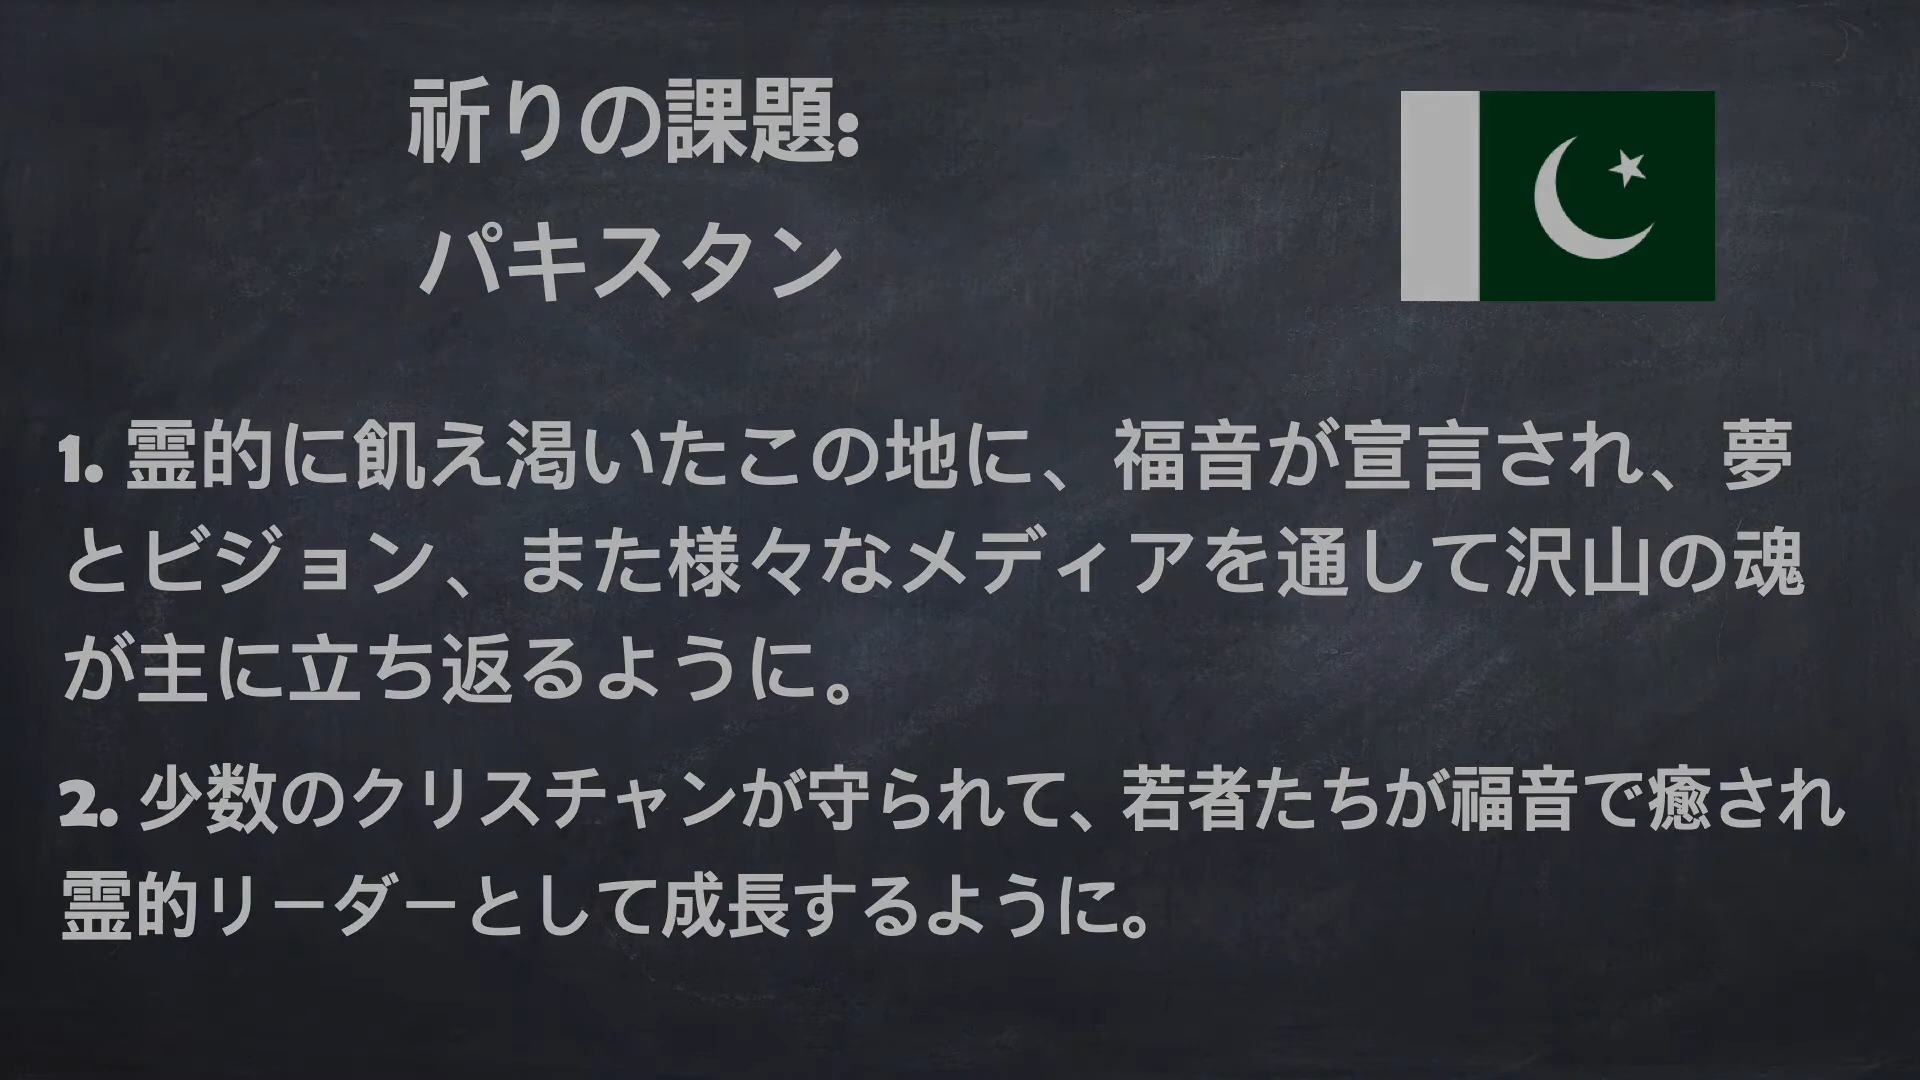 祈りの課題:
パキスタン
1. 霊的に飢え渇いたこの地に、福音が宣言され、夢
とビジョン、また様々なメディアを通して沢山の魂
が主に立ち返るように。
2. 少数のクリスチャンが守られて、若者たちが福音で癒され
霊的リーダーとして成長するように。